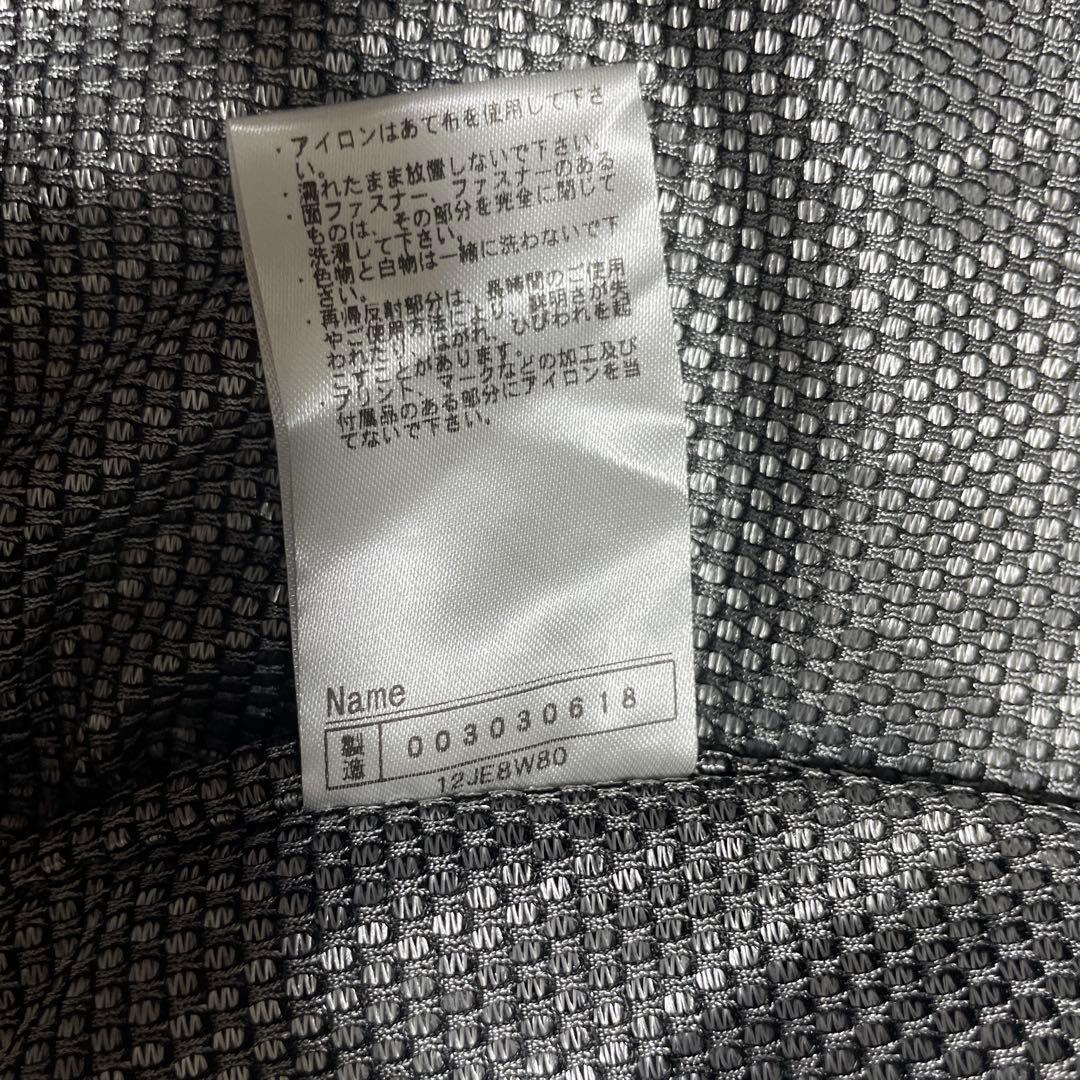 ・アイロンはあて布を使用して下さ
い。
・濡れたまま放置しないで下さい。
・面ファスナー、ファスナーのある
ものは、その部分を完全に閉じて
洗濯して下さい。
・色物と白物は一緒に洗わないで下
さい。
・再帰反射部分は、長時間のご使用
やご使用方法により、鮮明さが失
われたり、はがれ、ひびわれを起
こすことがあります。
・プリント、マークなどの加工及び
付属品のある部分にアイロンを当
てないで下さい。
Name
製造 003030618
12JE8W80